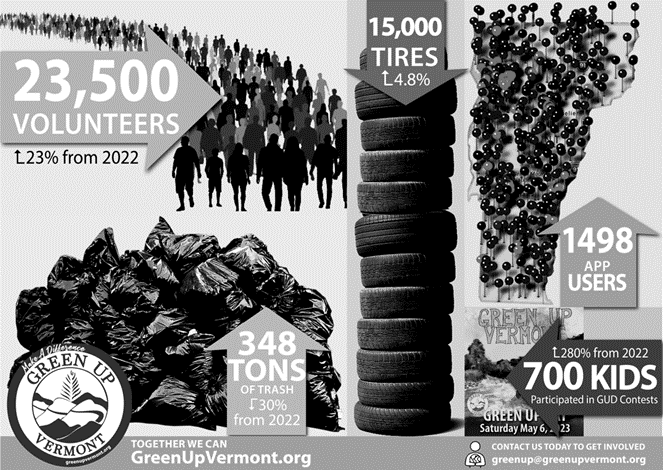 23,500
VOLUNTEERS
23% from 2022
15,000
TIRES
4.8%
1498
APP
USERS
348
TONS
OF TRASH
30%
from 2022
GREEN UP
VERMONT
280% from 2022
700 KIDS
Participated in GUD Contests
GREEN UP
Saturday May 6, 2023
Make A Difference
GREEN UP
VERMONT
greenupvermont.org
TOGETHER WE CAN
GreenUpVermont.org
CONTACT US TODAY TO GET INVOLVED
greenup@greenupvermont.org